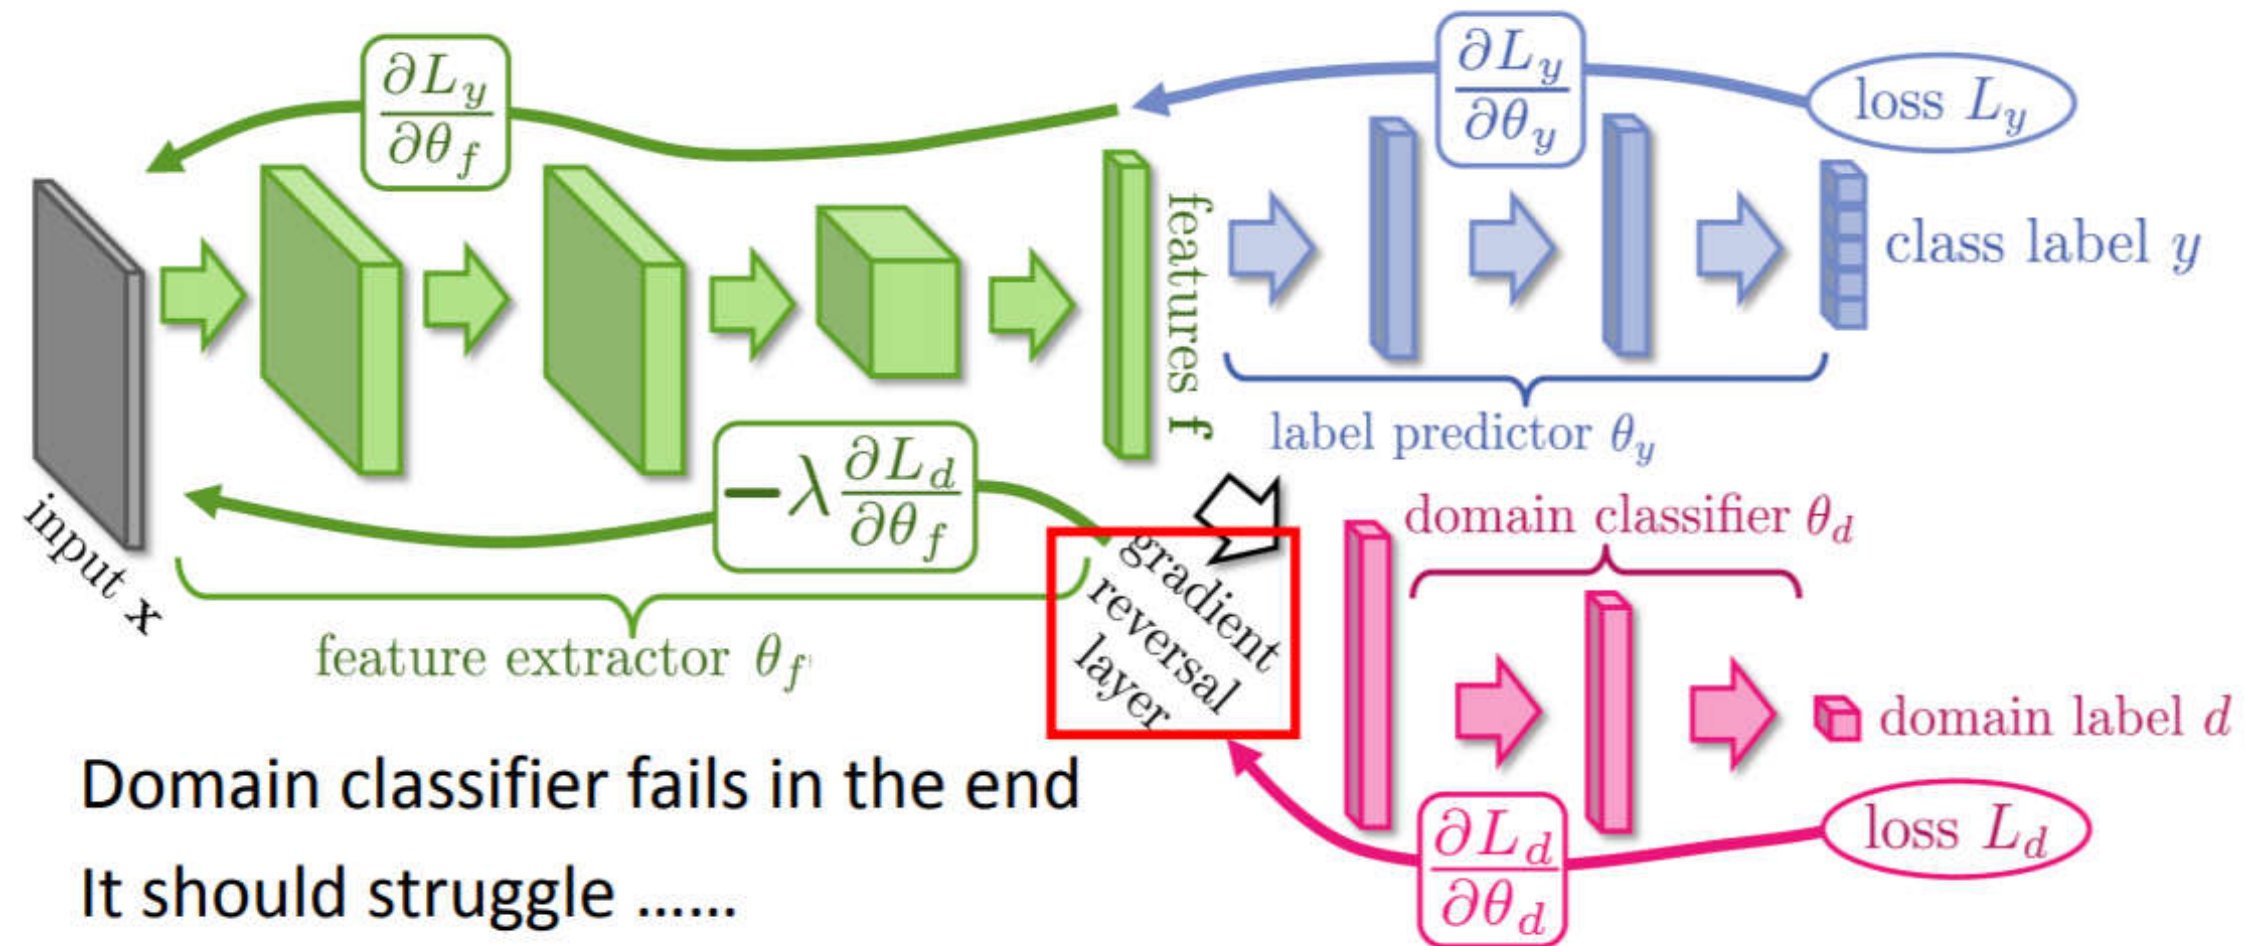 ∂L_y
∂θ_f
∂L_y
∂θ_y
loss L_y
features f
class label y
input x
label predictor θ_y
−λ ∂L_d
∂θ_f
domain classifier θ_d
gradient
reversal
layer
feature extractor θ_f
domain label d
Domain classifier fails in the end
∂L_d
∂θ_d
loss L_d
It should struggle ……